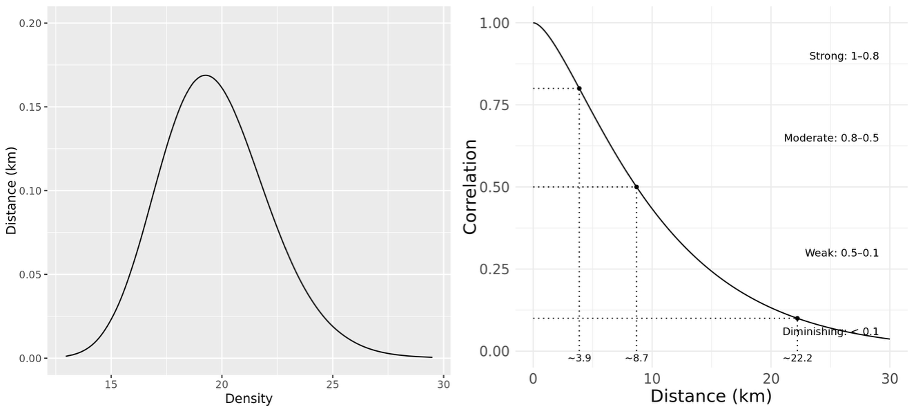 0.20
0.15
0.10
0.05
0.00
Distance (km)
15
20
25
30
Density
1.00
0.75
0.50
0.25
0.00
Correlation
Strong: 1–0.8
Moderate: 0.8–0.5
Weak: 0.5–0.1
Diminishing: < 0.1
~3.9
~8.7
~22.2
0
10
20
30
Distance (km)